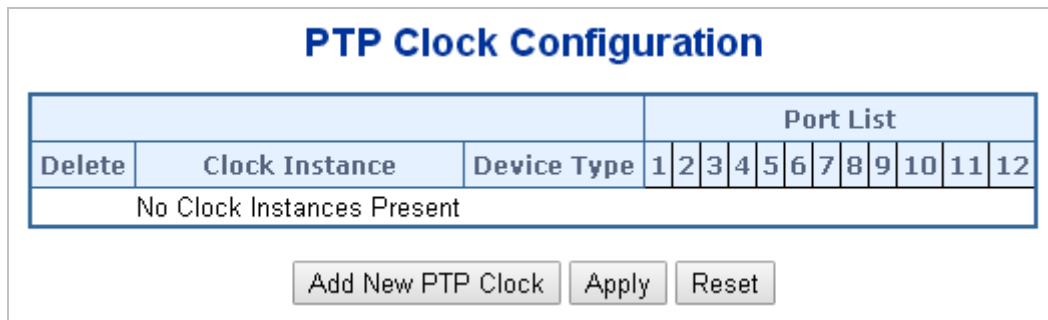 PTP Clock Configuration
Port List
Delete Clock Instance Device Type 1 2 3 4 5 6 7 8 9 10 11 12
No Clock Instances Present
Add New PTP Clock Apply Reset